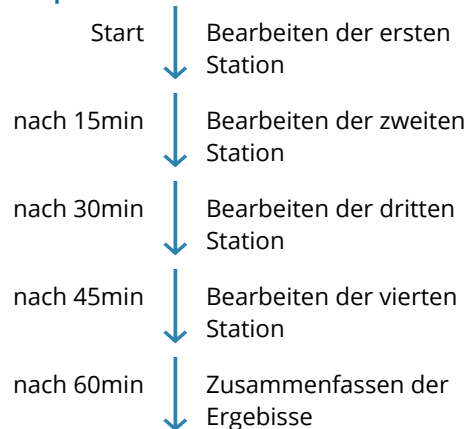 Start
Bearbeiten der ersten
Station
nach 15min
Bearbeiten der zweiten
Station
nach 30min
Bearbeiten der dritten
Station
nach 45min
Bearbeiten der vierten
Station
nach 60min
Zusammenfassen der
Ergebisse